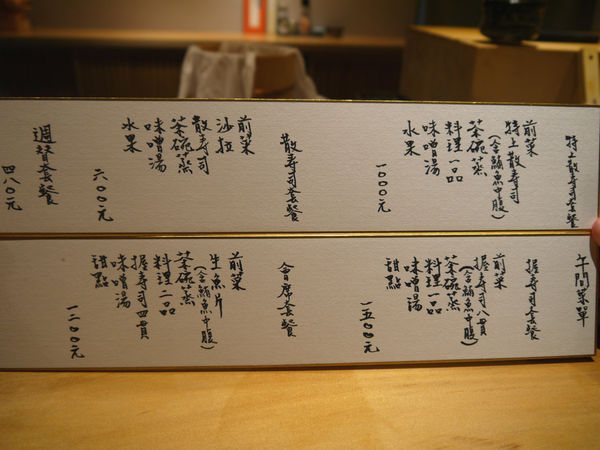 特上散寿司套餐
前菜
特上散寿司
(含鮪魚中腹)
茶碗蒸
料理一品
味噌湯
水果
一〇〇〇元
散寿司套餐
前菜
沙拉
散寿司
茶碗蒸
味噌湯
水果
六〇〇元
週替套餐
四八〇元
午間菜單
握寿司套餐
前菜
握寿司八貫
(含鮪魚中腹)
茶碗蒸
料理一品
味噌湯
甜點
一五〇〇元
會席套餐
前菜
生魚片
(含鮪魚中腹)
茶碗蒸
料理二品
握寿司四貫
味噌湯
甜點
一二〇〇元